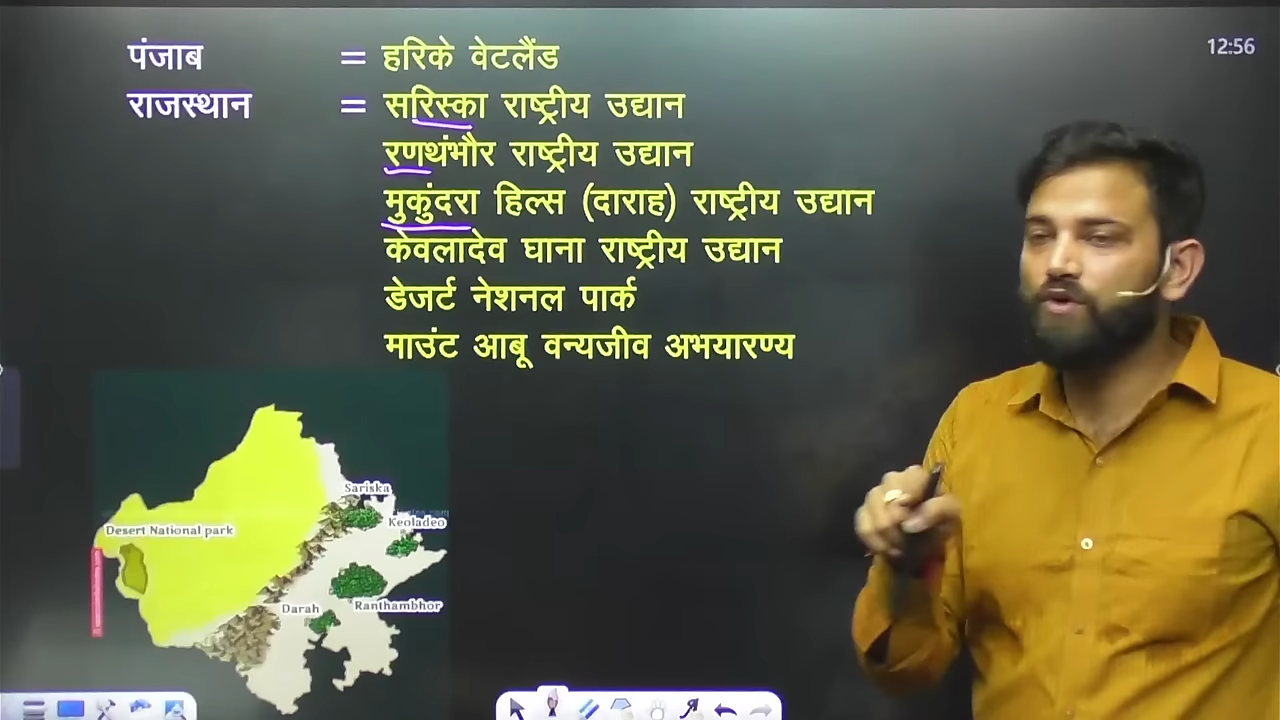 12:56
पंजाब = हरिके वेटलैंड
राजस्थान = सरिस्का राष्ट्रीय उद्यान
रणथंभौर राष्ट्रीय उद्यान
मुकुंदरा हिल्स (दाराह) राष्ट्रीय उद्यान
केवलादेव घाना राष्ट्रीय उद्यान
डेजर्ट नेशनल पार्क
माउंट आबू वन्यजीव अभयारण्य
Sariska
Keoladeo
Desert National park
Darah
Ranthambhor